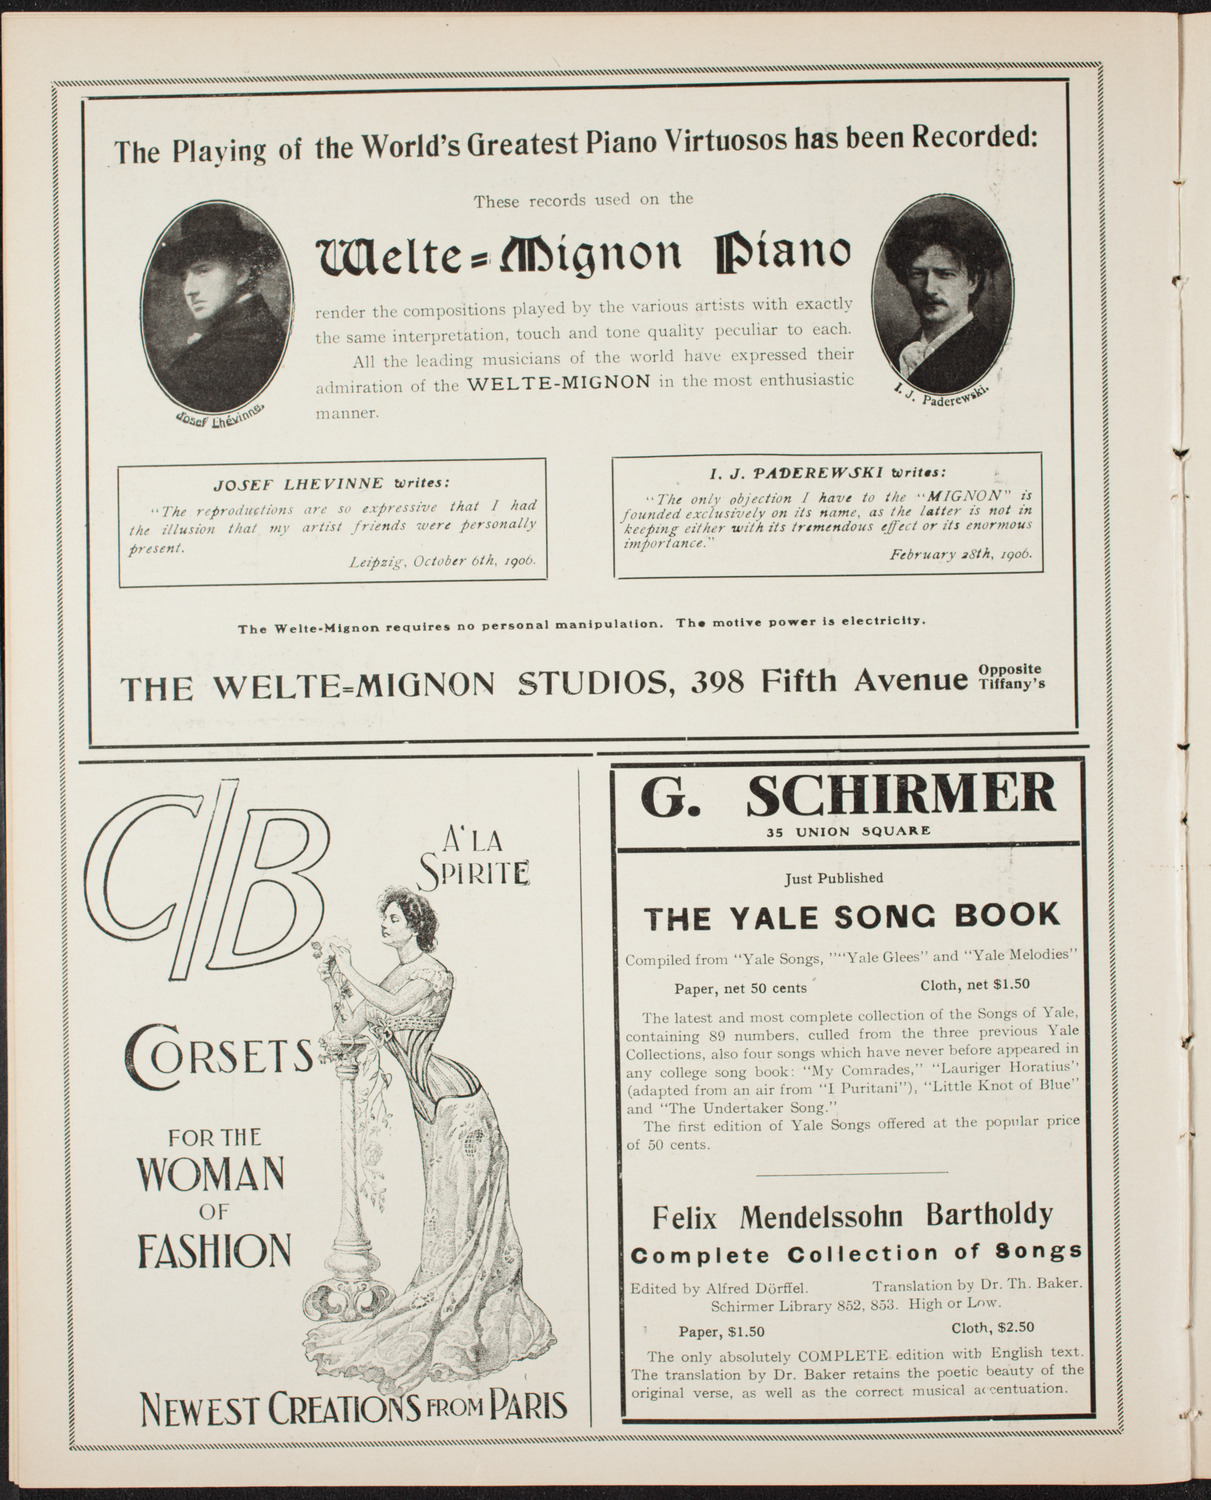 The Playing of the World's Greatest Piano Virtuosos has been Recorded:
These records used on the
Welte=Mignon Piano
render the compositions played by the various artists with exactly
the same interpretation, touch and tone quality peculiar to each.
All the leading musicians of the world have expressed their
admiration of the WELTE-MIGNON in the most enthusiastic
manner.
Josef Lhévinne.
I. J. Paderewski.
JOSEF LHEVINNE writes:
"The reproductions are so expressive that I had
the illusion that my artist friends were personally
present.
Leipzig, October 6th, 1906.
I. J. PADEREWSKI writes:
"The only objection I have to the "MIGNON" is
founded exclusively on its name, as the latter is not in
keeping either with its tremendous effect or its enormous
importance."
February 28th, 1906.
The Welte-Mignon requires no personal manipulation. The motive power is electricity.
THE WELTE=MIGNON STUDIOS, 398 Fifth Avenue Opposite
Tiffany's
C/B
A' LA
SPIRITE
CORSETS
FOR THE
WOMAN
OF
FASHION
NEWEST CREATIONS FROM PARIS
G. SCHIRMER
35 UNION SQUARE
Just Published
THE YALE SONG BOOK
Compiled from "Yale Songs, ""Yale Glees" and "Yale Melodies"
Paper, net 50 cents Cloth, net $1.50
The latest and most complete collection of the Songs of Yale,
containing 89 numbers, culled from the three previous Yale
Collections, also four songs which have never before appeared in
any college song book: "My Comrades," "Lauriger Horatius"
(adapted from an air from "I Puritani"), "Little Knot of Blue"
and "The Undertaker Song."
The first edition of Yale Songs offered at the popular price
of 50 cents.
Felix Mendelssohn Bartholdy
Complete Collection of Songs
Edited by Alfred Dörffel. Translation by Dr. Th. Baker.
Schirmer Library 852, 853. High or Low.
Paper, $1.50 Cloth, $2.50
The only absolutely COMPLETE edition with English text.
The translation by Dr. Baker retains the poetic beauty of the
original verse, as well as the correct musical accentuation.